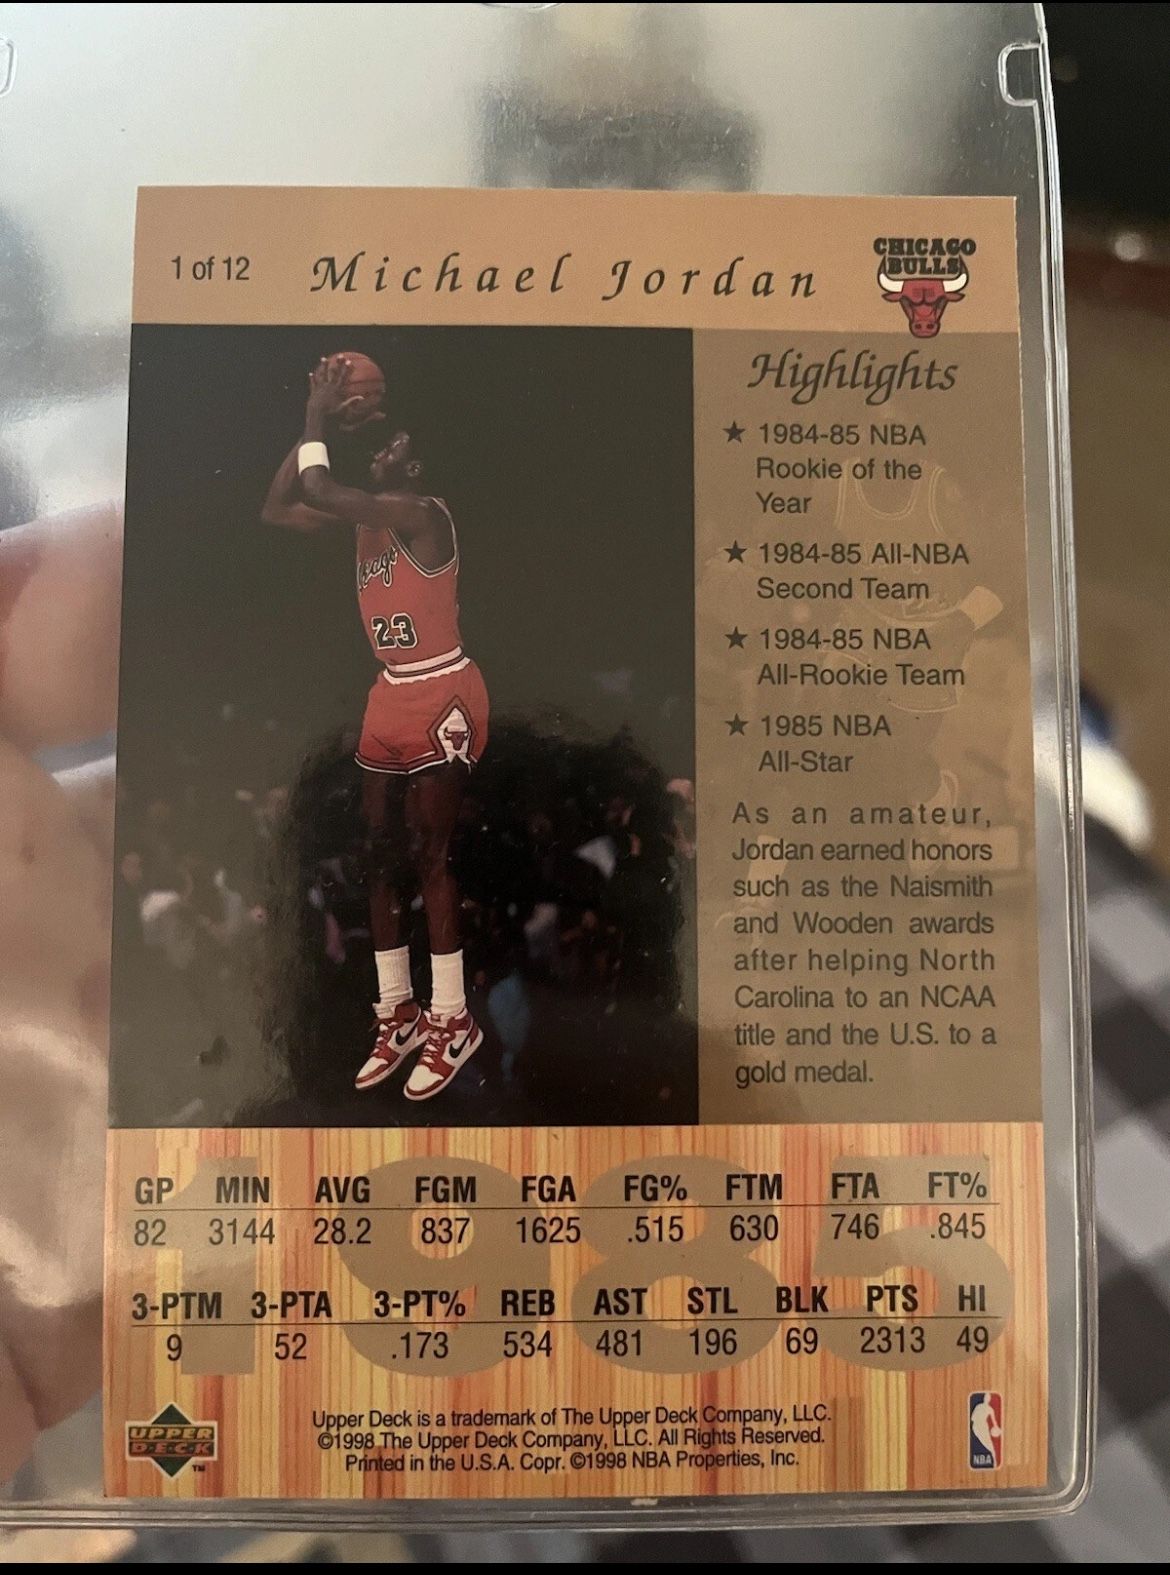 1 of 12 Michael Jordan
CHICAGO
BULLS
Highlights
★ 1984-85 NBA
Rookie of the
Year
★ 1984-85 All-NBA
Second Team
★ 1984-85 NBA
All-Rookie Team
★ 1985 NBA
All-Star
As an amateur,
Jordan earned honors
such as the Naismith
and Wooden awards
after helping North
Carolina to an NCAA
title and the U.S. to a
gold medal.
23
1985
GP MIN AVG FGM FGA FG% FTM FTA FT%
82 3144 28.2 837 1625 .515 630 746 .845
3-PTM 3-PTA 3-PT% REB AST STL BLK PTS HI
9 52 .173 534 481 196 69 2313 49
UPPER
D·E·C·K
TM
Upper Deck is a trademark of The Upper Deck Company, LLC.
©1998 The Upper Deck Company, LLC. All Rights Reserved.
Printed in the U.S.A. Copr. ©1998 NBA Properties, Inc.
NBA